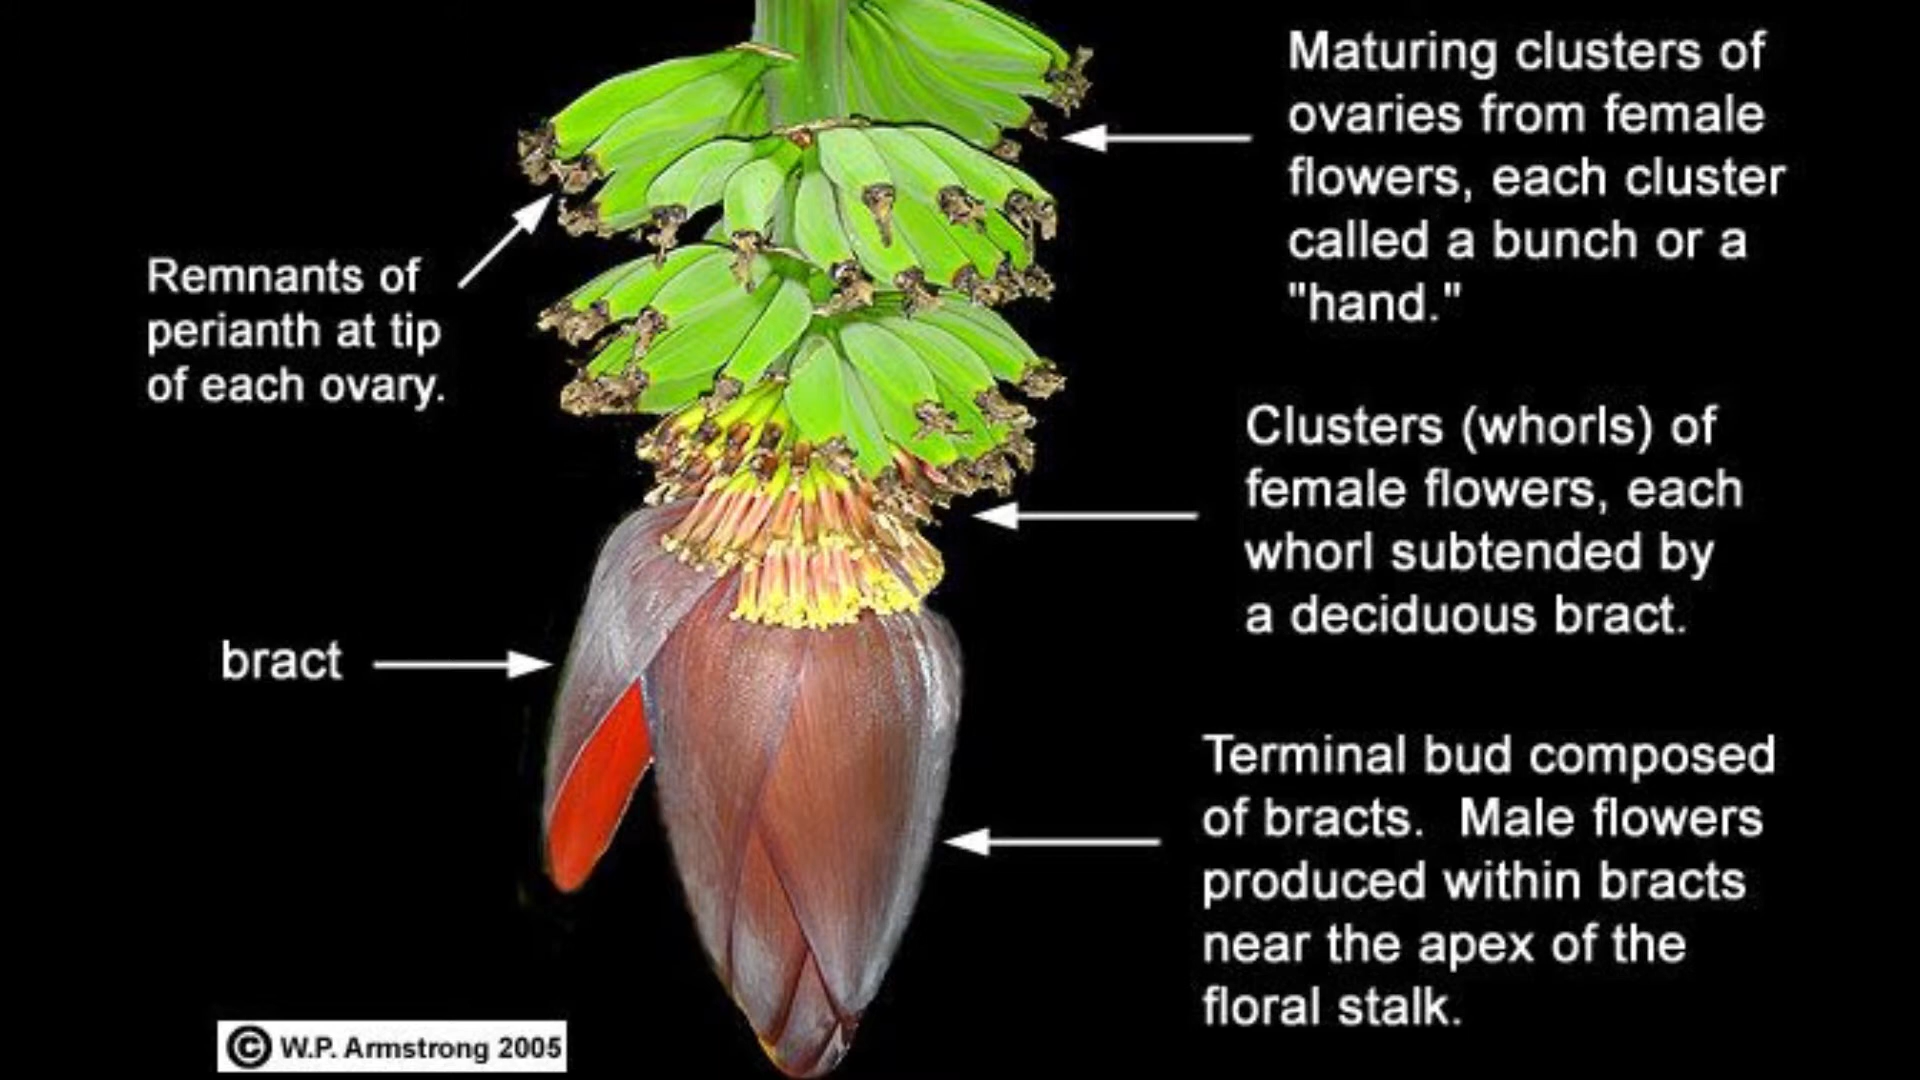 Maturing clusters of
ovaries from female
flowers, each cluster
called a bunch or a
"hand."
Remnants of
perianth at tip
of each ovary.
Clusters (whorls) of
female flowers, each
whorl subtended by
a deciduous bract.
bract
Terminal bud composed
of bracts. Male flowers
produced within bracts
near the apex of the
floral stalk.
© W.P. Armstrong 2005